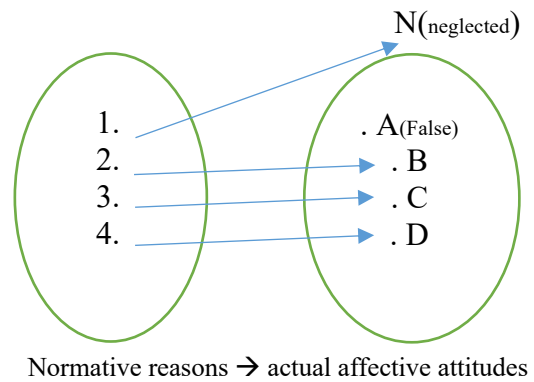 N(neglected)
1.
. A(False)
2.
. B
3.
. C
4.
. D
Normative reasons → actual affective attitudes